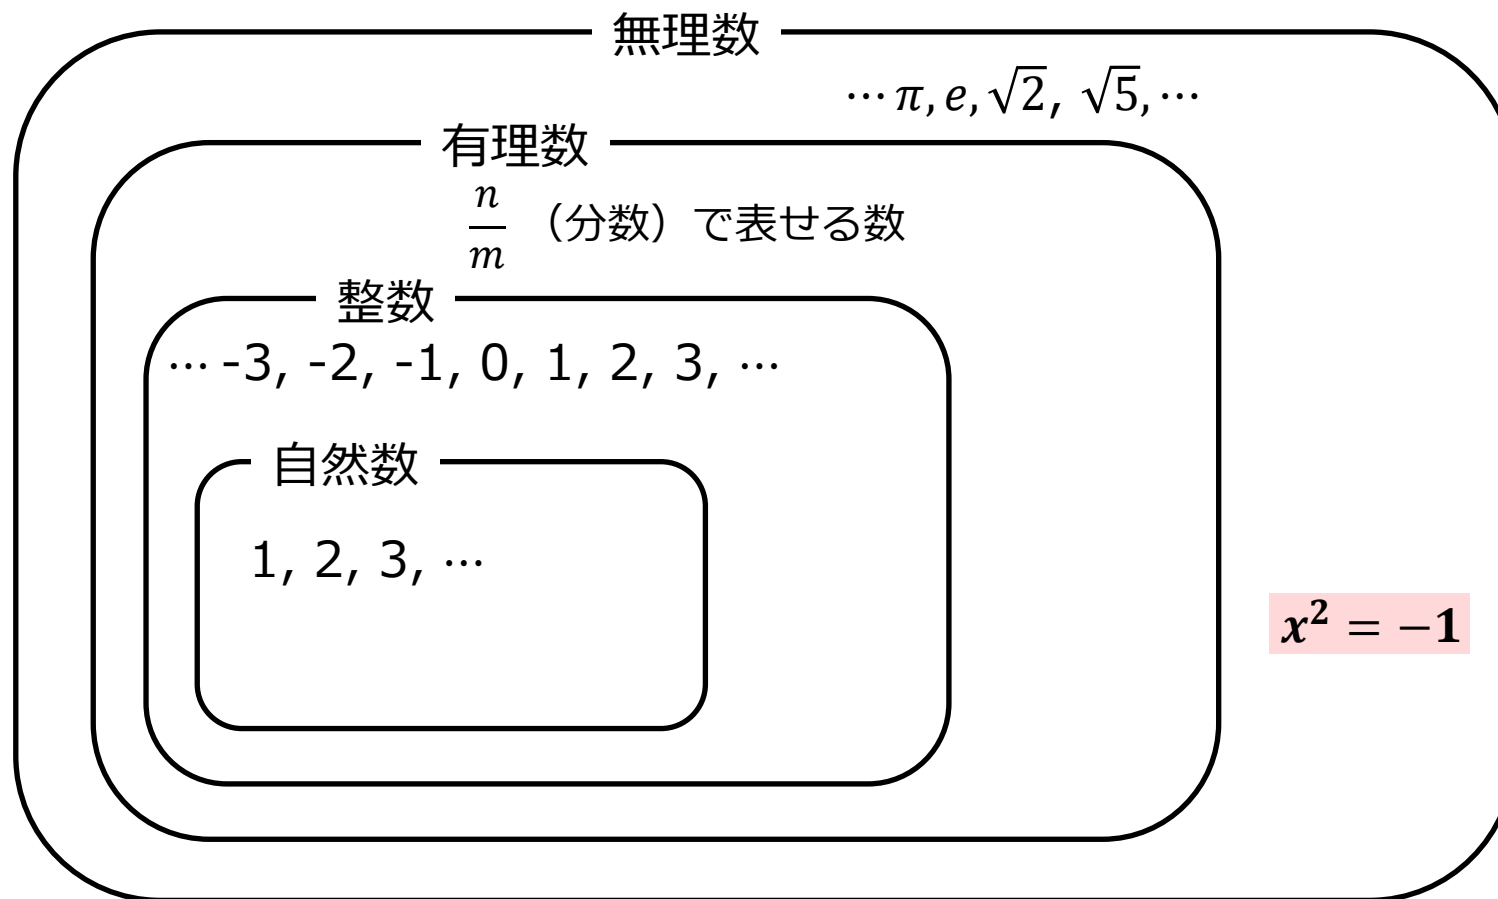 無理数
… π, e, √2, √5, …
有理数
n/m （分数）で表せる数
整数
… -3, -2, -1, 0, 1, 2, 3, …
自然数
1, 2, 3, …
x² = −1